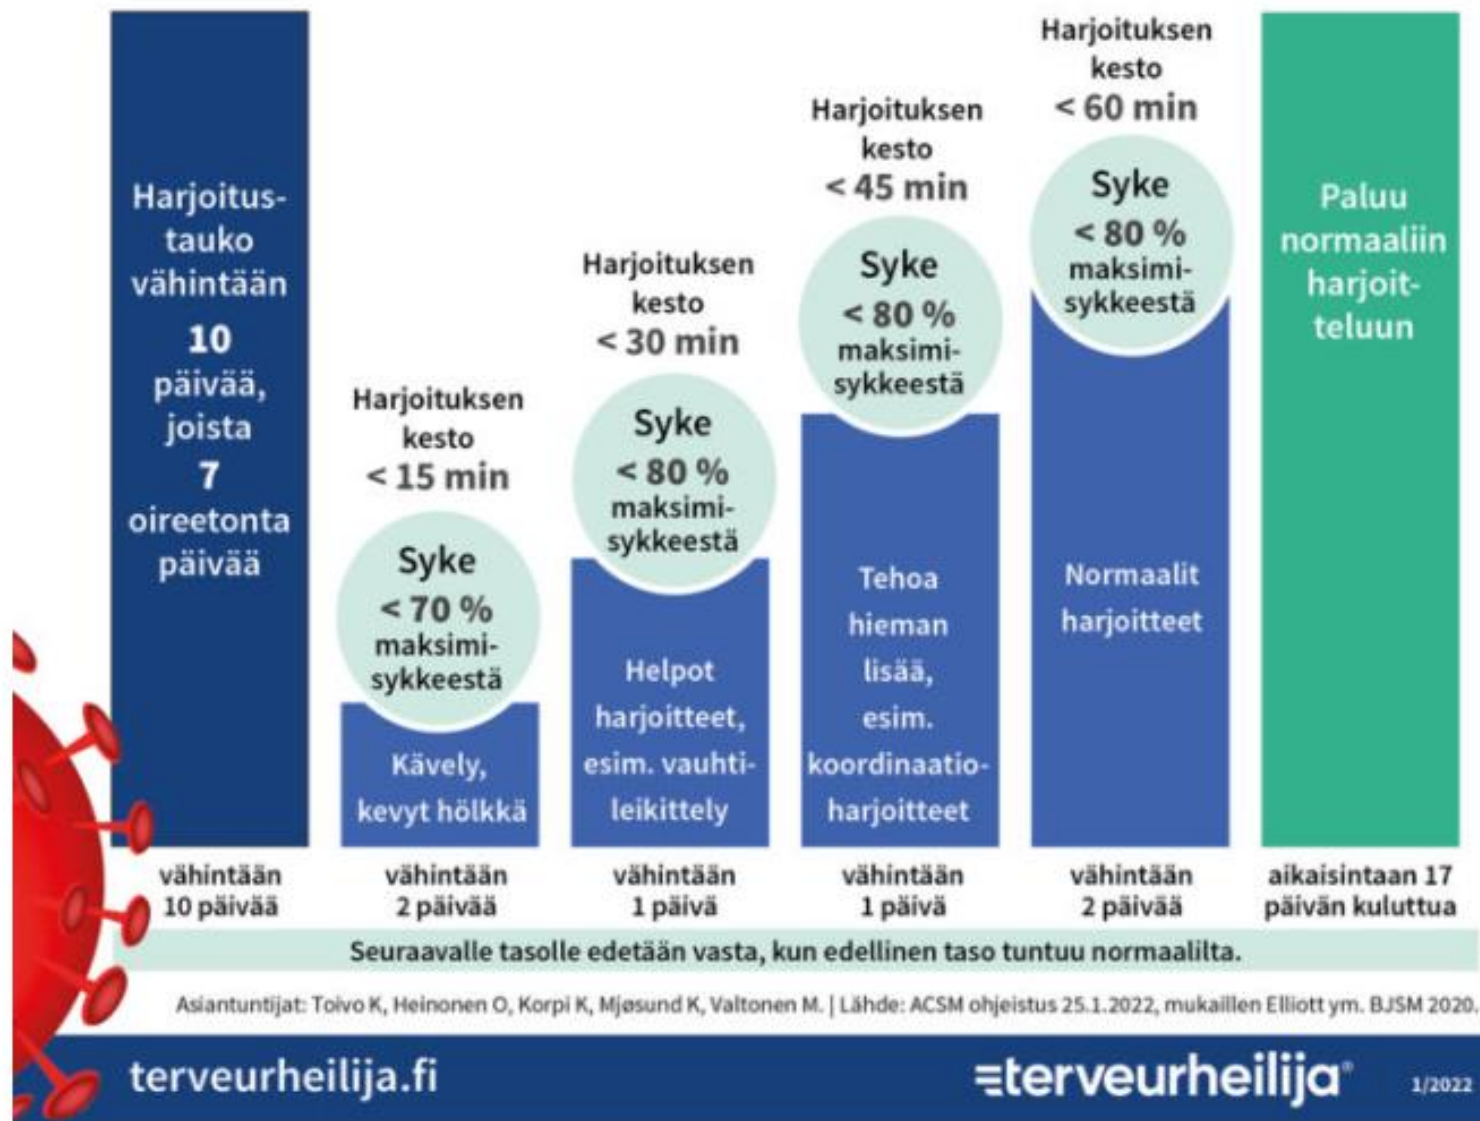 Harjoitus-
tauko
vähintään
10
päivää,
joista
7
oireetonta
päivää
vähintään
10 päivää
Harjoituksen
kesto
< 15 min
Syke
< 70 %
maksimi-
sykkeestä
Kävely,
kevyt hölkkä
vähintään
2 päivää
Harjoituksen
kesto
< 30 min
Syke
< 80 %
maksimi-
sykkeestä
Helpot
harjoitteet,
esim. vauhti-
leikittely
vähintään
1 päivä
Harjoituksen
kesto
< 45 min
Syke
< 80 %
maksimi-
sykkeestä
Tehoa
hieman
lisää,
esim.
koordinaatio-
harjoitteet
vähintään
1 päivä
Harjoituksen
kesto
< 60 min
Syke
< 80 %
maksimi-
sykkeestä
Normaalit
harjoitteet
vähintään
2 päivää
Paluu
normaaliin
harjoit-
teluun
aikaisintaan 17
päivän kuluttua
Seuraavalle tasolle edetään vasta, kun edellinen taso tuntuu normaalilta.
Asiantuntijat: Toivo K, Heinonen O, Korpi K, Mjøsund K, Valtonen M. | Lähde: ACSM ohjeistus 25.1.2022, mukaillen Elliott ym. BJSM 2020.
terveurheilija.fi
terveurheilija®
1/2022